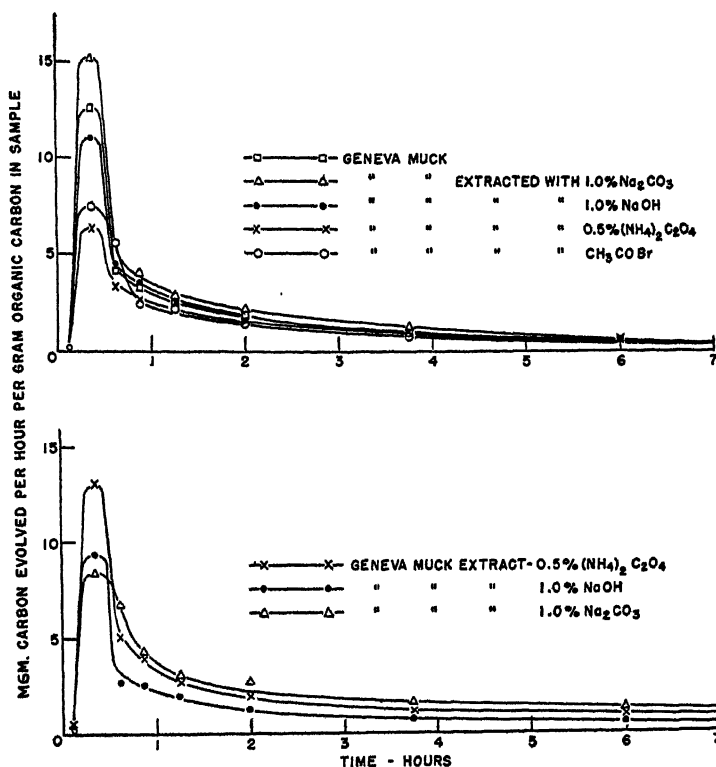 MGM. CARBON EVOLVED PER HOUR PER GRAM ORGANIC CARBON IN SAMPLE
15
10
5
0
GENEVA MUCK
" " EXTRACTED WITH 1.0% Na₂CO₃
" " " " 1.0% NaOH
" " " " 0.5% (NH4)₂ C₂O₄
" " " " CH₃COBr
1 2 3 4 5 6 7
15
10
5
0
GENEVA MUCK EXTRACT- 0.5% (NH4)₂ C₂O₄
" " " 1.0% NaOH
" " " 1.0% Na₂CO₃
1 2 3 4 5 6 7
TIME - HOURS